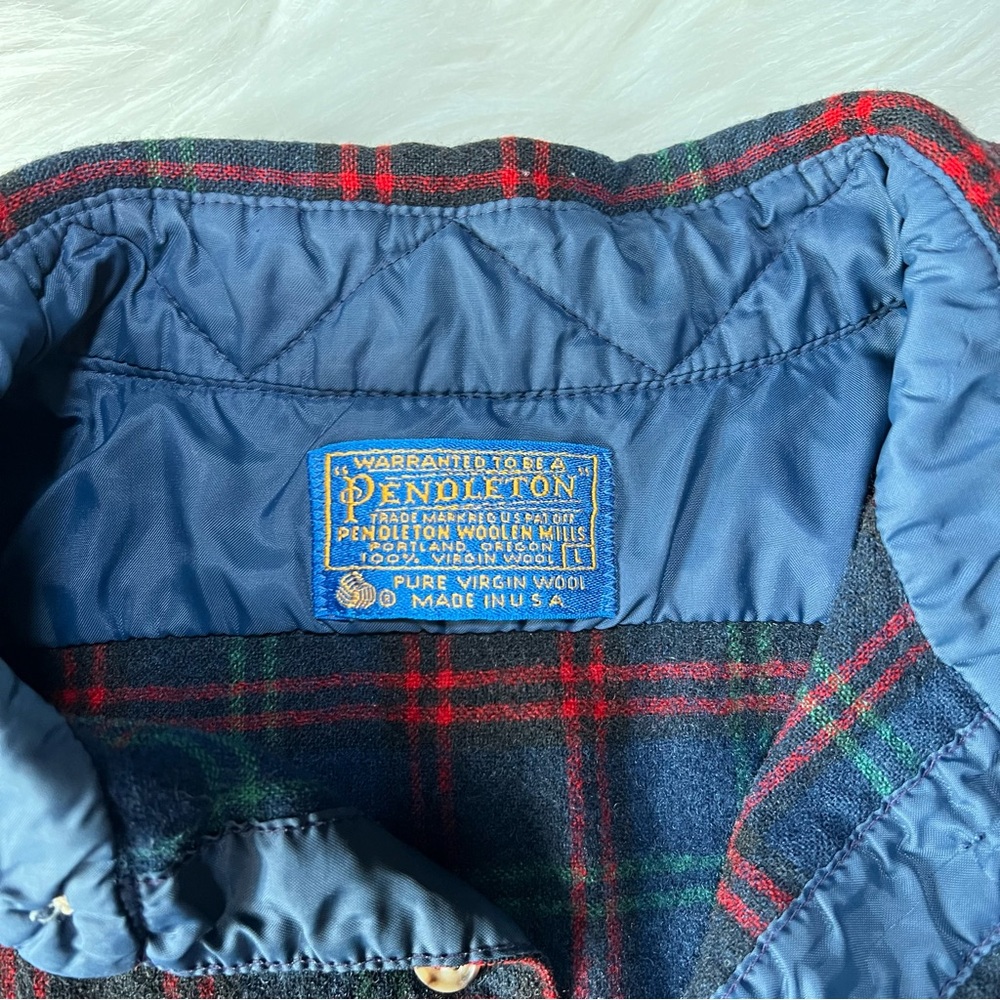 "WARRANTED TO BE A"
PENDLETON
TRADE MARK REG U S PAT OFF
PENDLETON WOOLEN MILLS
PORTLAND, OREGON
100% VIRGIN WOOL L
® PURE VIRGIN WOOL
MADE IN U S A